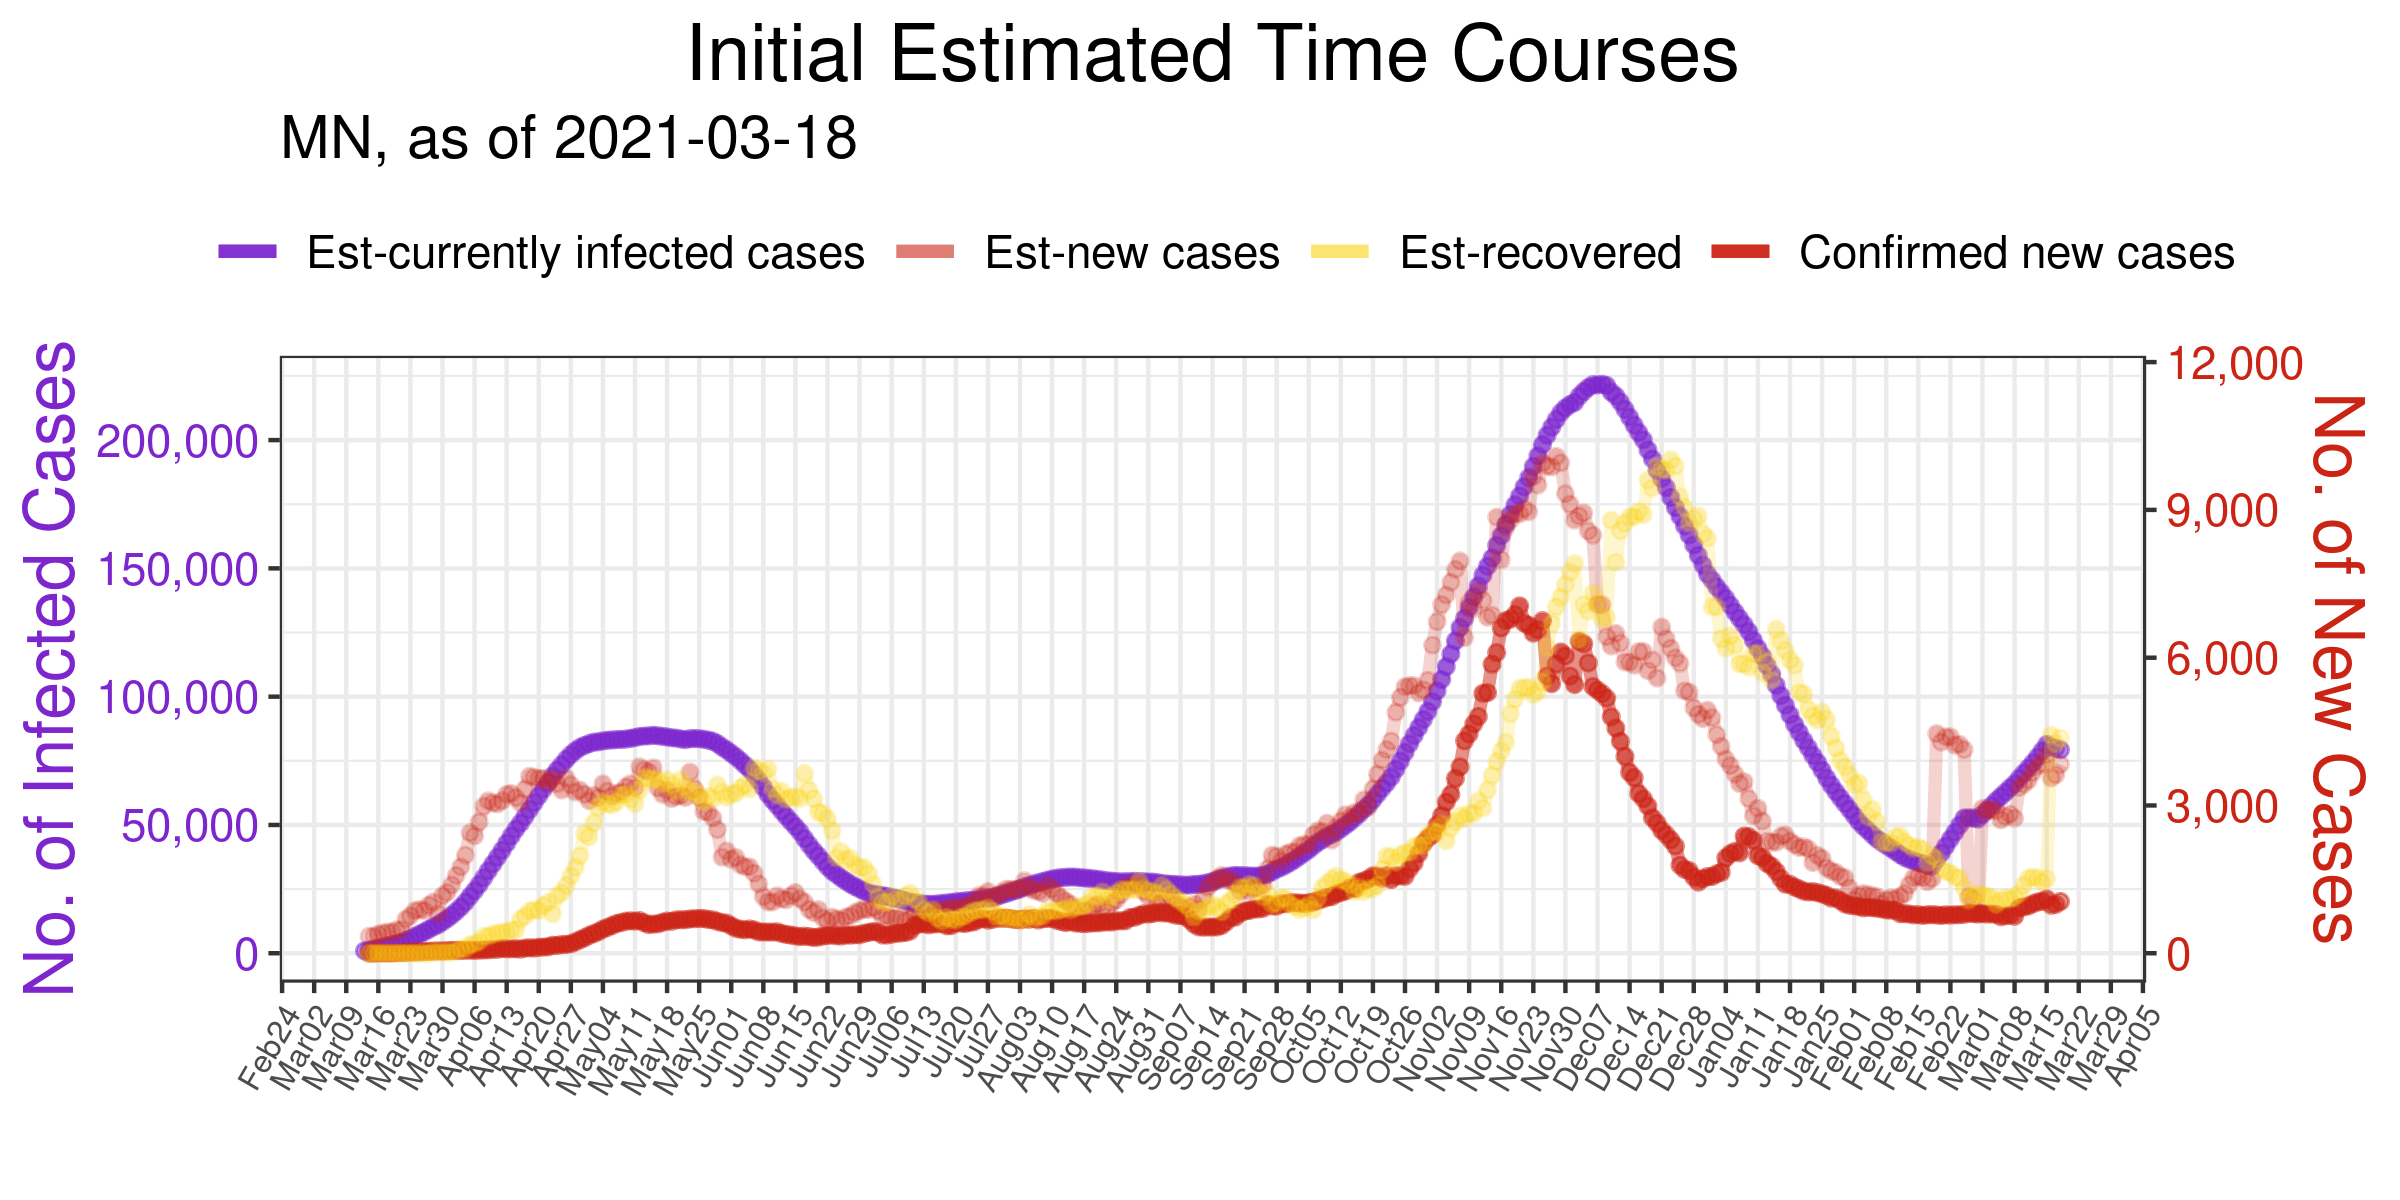 Initial Estimated Time Courses
MN, as of 2021-03-18
Est-currently infected cases
Est-new cases
Est-recovered
Confirmed new cases
No. of Infected Cases
200,000
150,000
100,000
50,000
0
12,000
9,000
6,000
3,000
0
No. of New Cases
Feb24
Mar02
Mar09
Mar16
Mar23
Mar30
Apr06
Apr13
Apr20
Apr27
May04
May11
May18
May25
Jun01
Jun08
Jun15
Jun22
Jun29
Jul06
Jul13
Jul20
Jul27
Aug03
Aug10
Aug17
Aug24
Aug31
Sep07
Sep14
Sep21
Sep28
Oct05
Oct12
Oct19
Oct26
Nov02
Nov09
Nov16
Nov23
Nov30
Dec07
Dec14
Dec21
Dec28
Jan04
Jan11
Jan18
Jan25
Feb01
Feb08
Feb15
Feb22
Mar01
Mar08
Mar15
Mar22
Mar29
Apr05